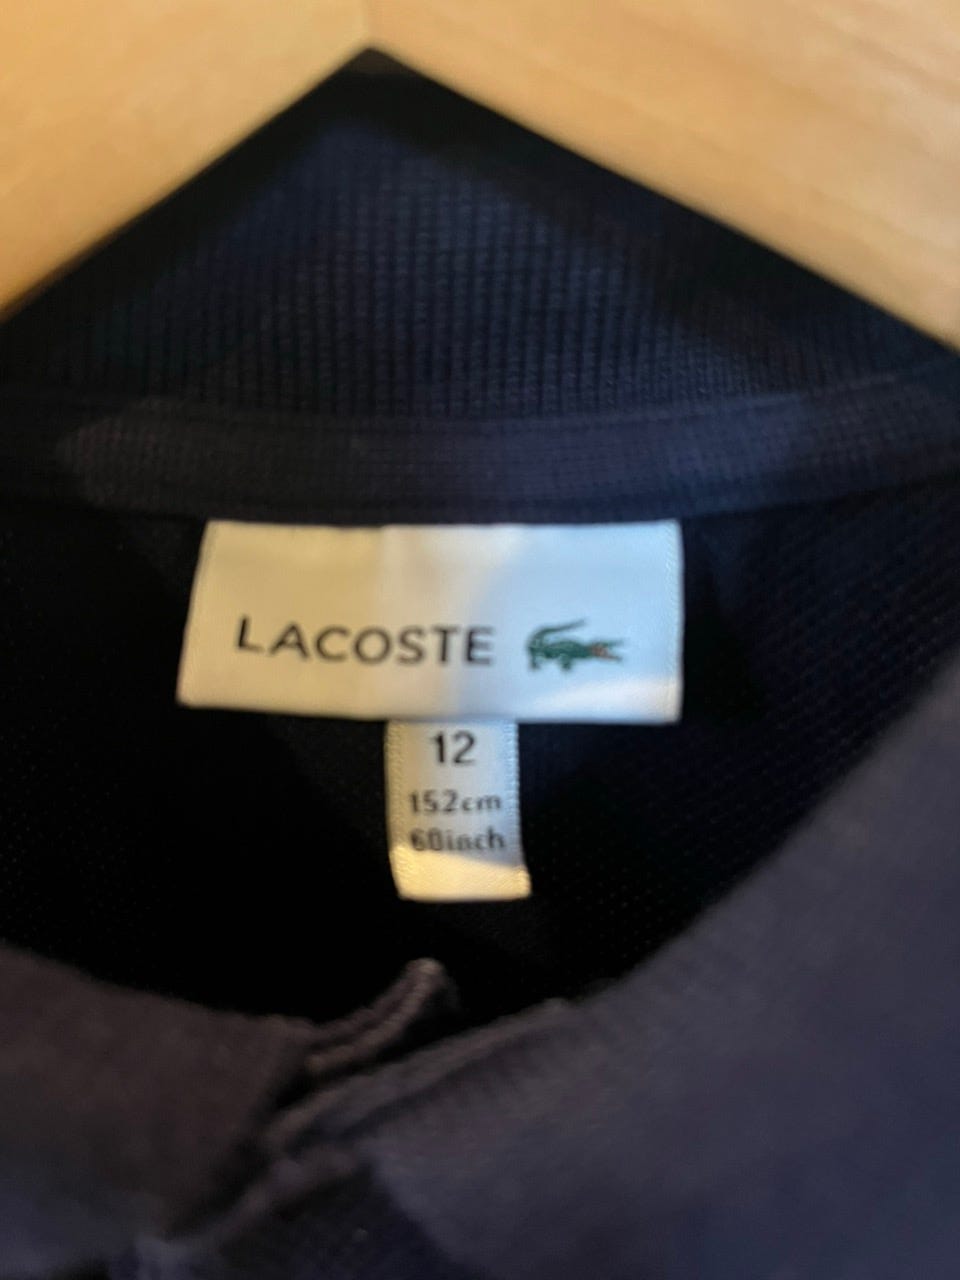 LACOSTE
12
152cm
60inch